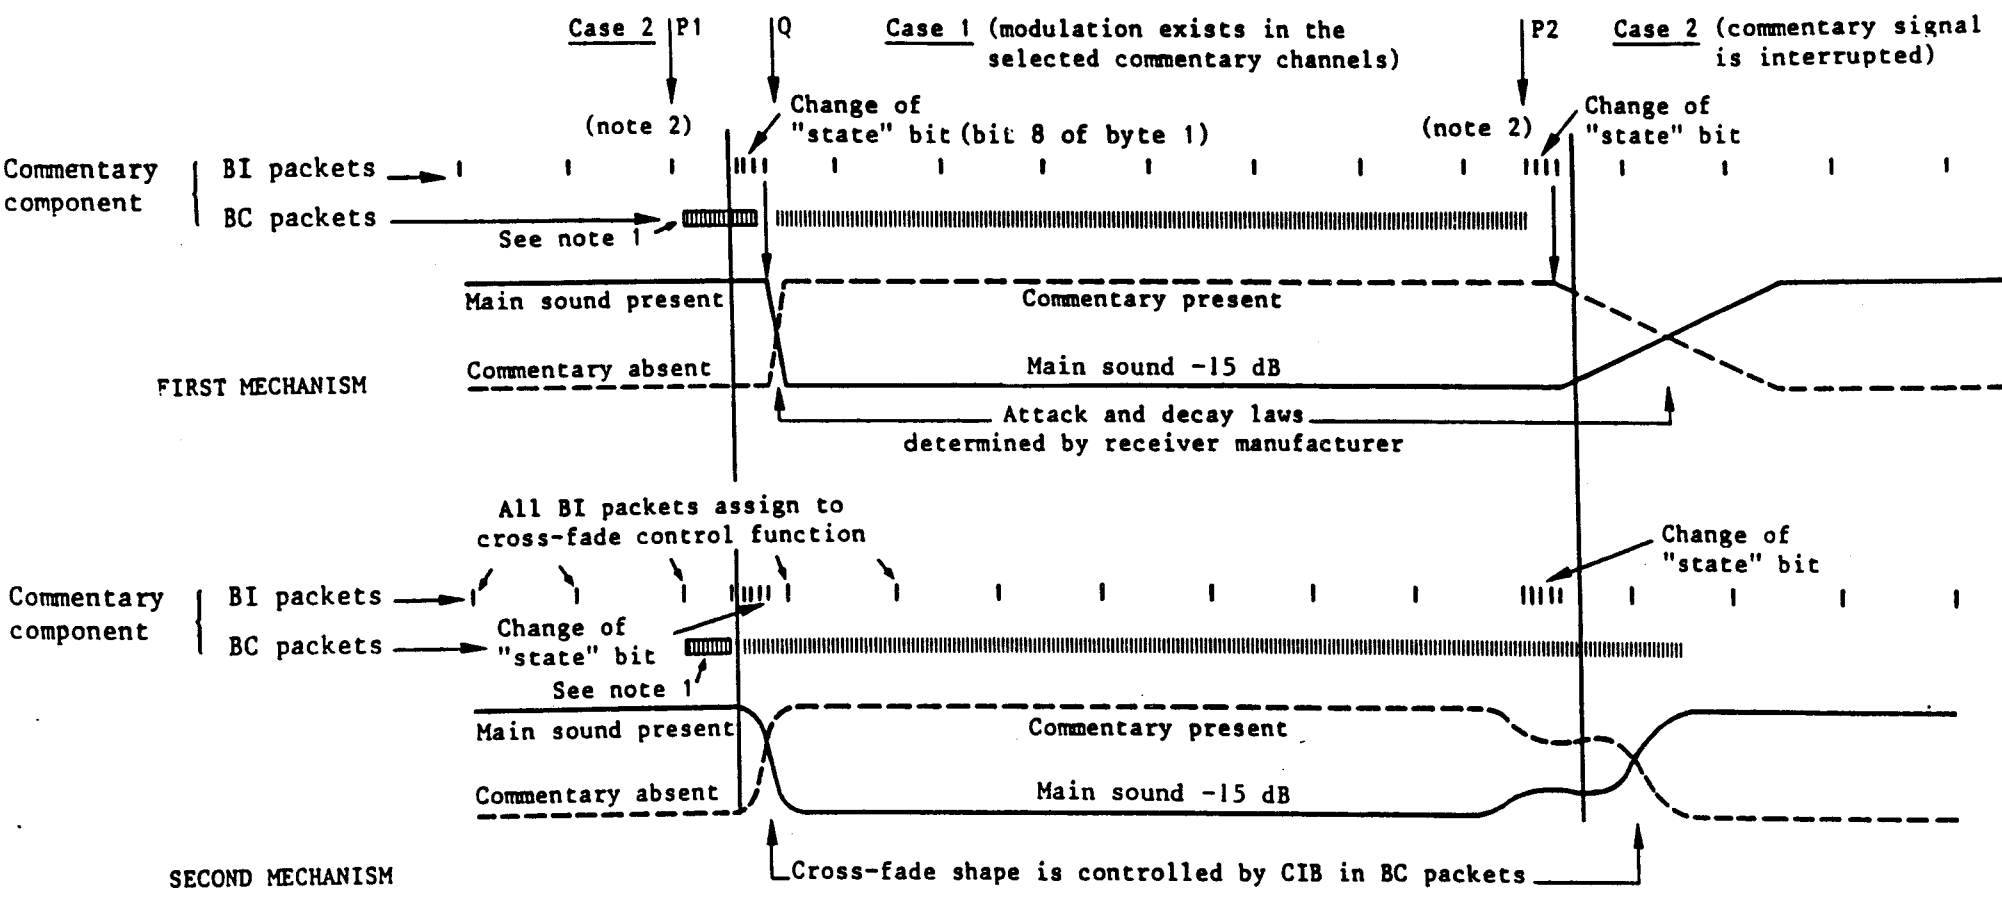 Case 2 P1 Q Case 1 (modulation exists in the P2 Case 2 (commentary signal
selected commentary channels) is interrupted)
Change of Change of
(note 2) "state" bit (bit 8 of byte 1) (note 2) "state" bit
Commentary BI packets
component BC packets
See note 1
Main sound present Commentary present
Commentary absent Main sound -15 dB
FIRST MECHANISM
Attack and decay laws
determined by receiver manufacturer
All BI packets assign to
cross-fade control function
Change of
"state" bit
Commentary BI packets
component BC packets
Change of
"state" bit
See note 1
Main sound present Commentary present
Commentary absent Main sound -15 dB
Cross-fade shape is controlled by CIB in BC packets
SECOND MECHANISM